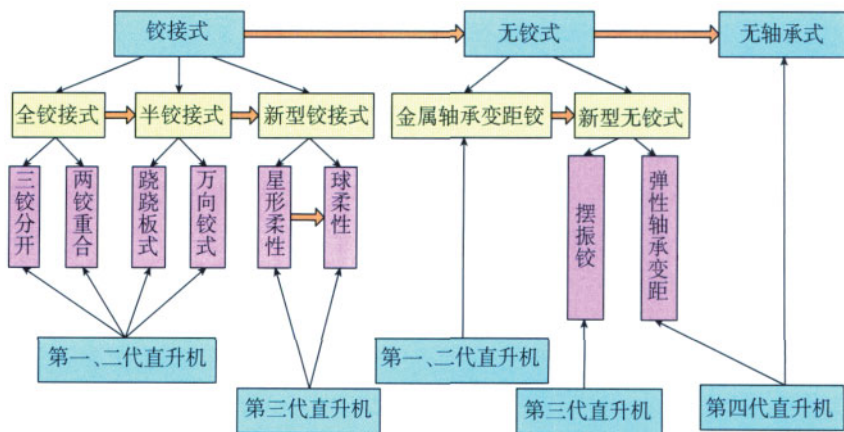 铰接式
无铰式
无轴承式
全铰接式
半铰接式
新型铰接式
金属轴承变距铰
新型无铰式
三铰分开
两铰重合
跷跷板式
万向铰式
星形柔性
球柔性
摆振铰
弹性轴承变距
第一、二代直升机
第一、二代直升机
第三代直升机
第三代直升机
第四代直升机